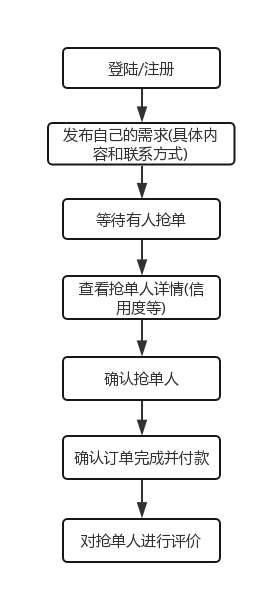 登陆/注册
发布自己的需求(具体内
容和联系方式)
等待有人抢单
查看抢单人详情(信
用度等)
确认抢单人
确认订单完成并付款
对抢单人进行评价